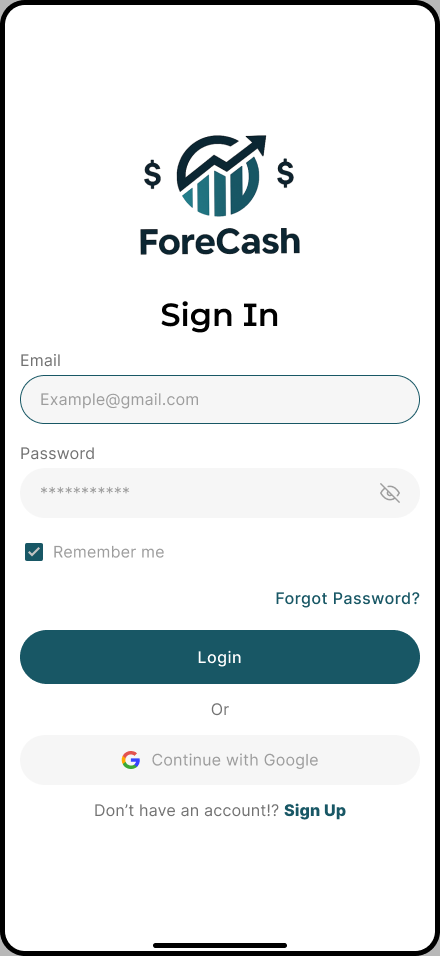 $ $
ForeCash
Sign In
Email
Example@gmail.com
Password
***********
Remember me
Forgot Password?
Login
Or
Continue with Google
Don’t have an account!? Sign Up